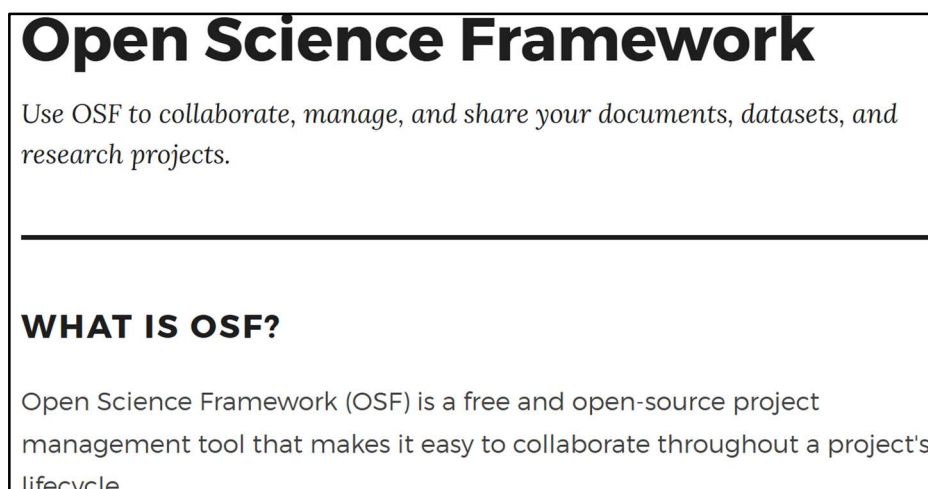 Open Science Framework
Use OSF to collaborate, manage, and share your documents, datasets, and
research projects.
WHAT IS OSF?
Open Science Framework (OSF) is a free and open-source project
management tool that makes it easy to collaborate throughout a project's
lifecycle